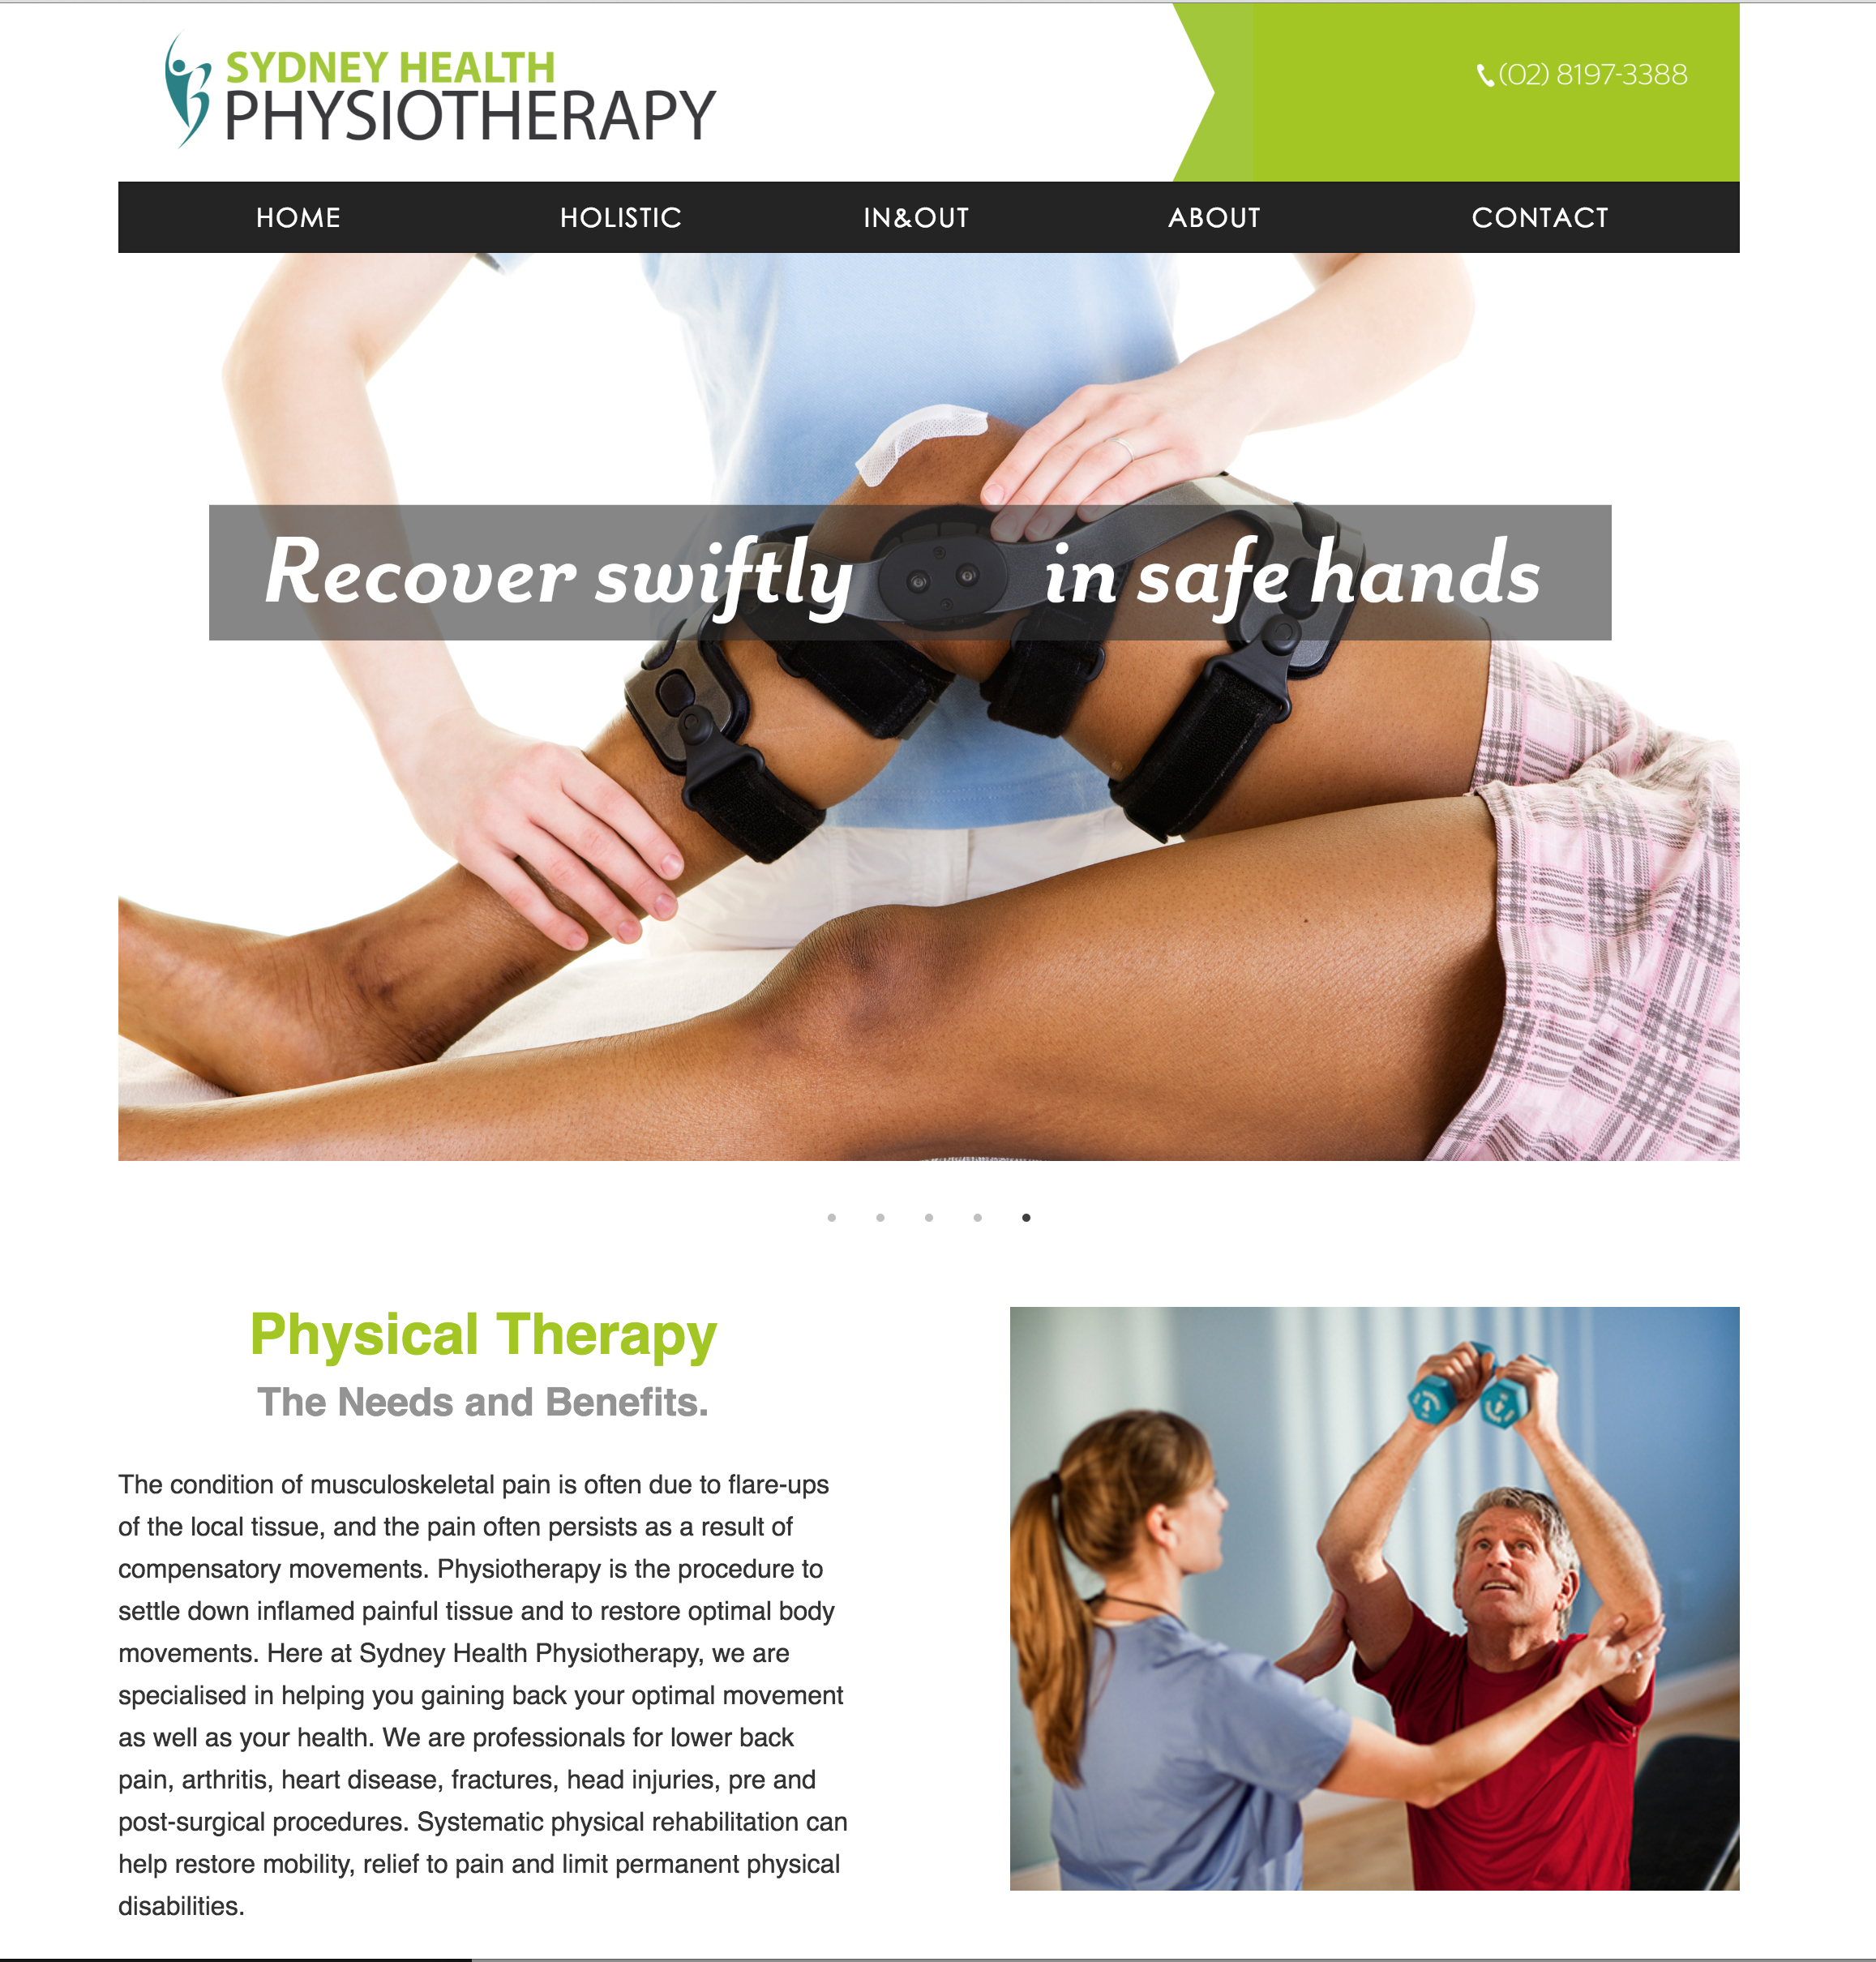 SYDNEY HEALTH
PHYSIOTHERAPY
(02) 8197-3388
HOME HOLISTIC IN&OUT ABOUT CONTACT
Recover swiftly in safe hands
Physical Therapy
The Needs and Benefits.
The condition of musculoskeletal pain is often due to flare-ups
of the local tissue, and the pain often persists as a result of
compensatory movements. Physiotherapy is the procedure to
settle down inflamed painful tissue and to restore optimal body
movements. Here at Sydney Health Physiotherapy, we are
specialised in helping you gaining back your optimal movement
as well as your health. We are professionals for lower back
pain, arthritis, heart disease, fractures, head injuries, pre and
post-surgical procedures. Systematic physical rehabilitation can
help restore mobility, relief to pain and limit permanent physical
disabilities.